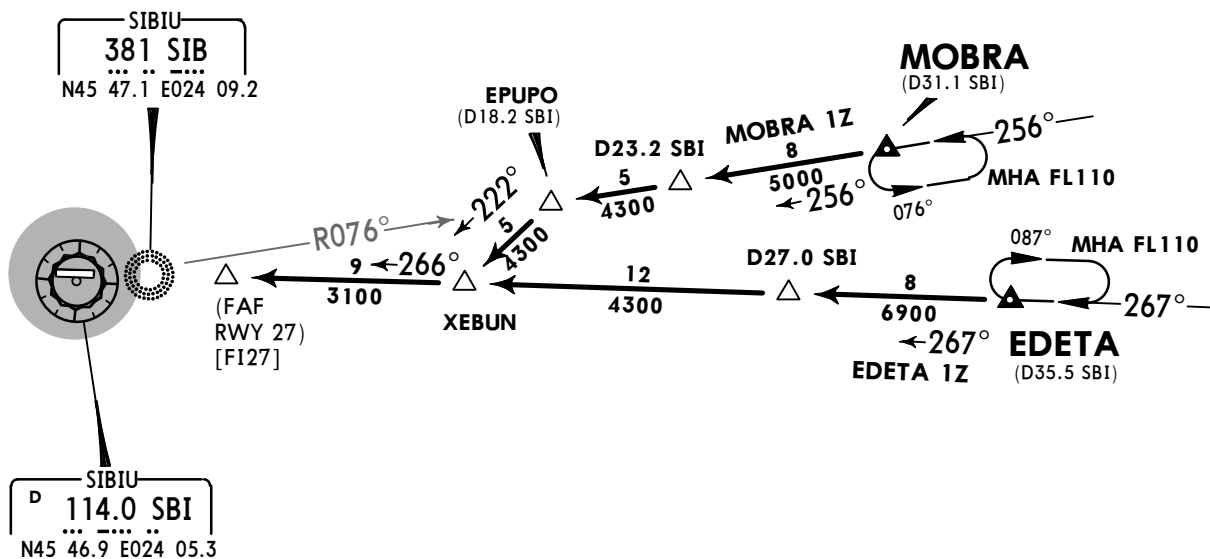 SIBIU
381 SIB
N45 47.1 E024 09.2
MOBRA
(D31.1 SBI)
EPUPO
(D18.2 SBI)
D23.2 SBI
MOBRA 1Z
8
5000
256°
256°
076°
MHA FL110
5
4300
222°
5
4300
R076°
9
3100
266°
(FAF
RWY 27)
[FI27]
XEBUN
12
4300
D27.0 SBI
8
6900
267°
EDETA 1Z
087°
MHA FL110
267°
EDETA
(D35.5 SBI)
SIBIU
D 114.0 SBI
N45 46.9 E024 05.3